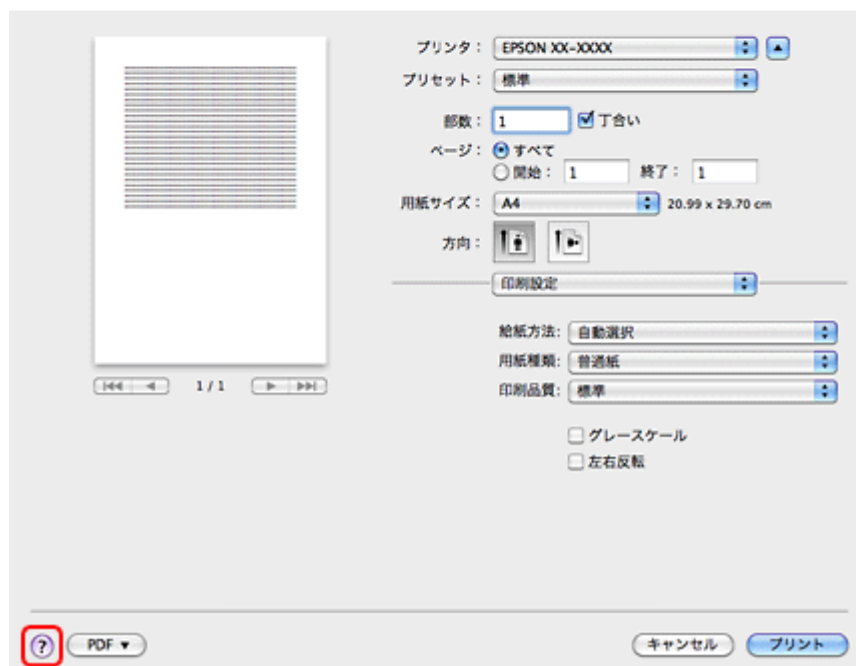 プリンタ： EPSON XX-XXXX
プリセット： 標準
部数： 1 丁合い
ページ： すべて
開始： 1 終了： 1
用紙サイズ： A4 20.99 x 29.70 cm
方向：
印刷設定
給紙方法: 自動選択
用紙種類: 普通紙
印刷品質: 標準
グレースケール
左右反転
1 / 1
? PDF ▼ キャンセル プリント